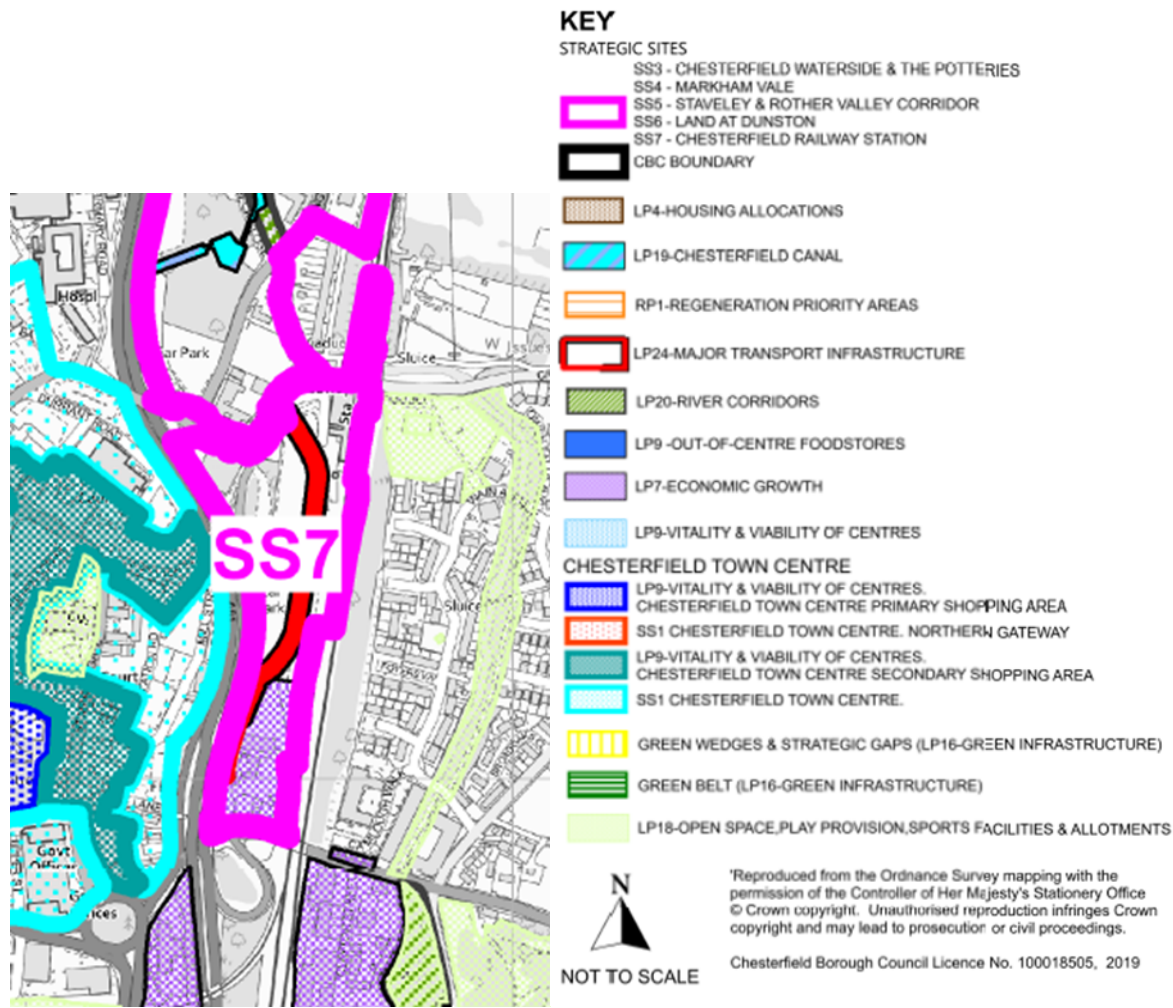 KEY
STRATEGIC SITES
SS3 - CHESTERFIELD WATERSIDE & THE POTTERIES
SS4 - MARKHAM VALE
SS5 - STAVELEY & ROTHER VALLEY CORRIDOR
SS6 - LAND AT DUNSTON
SS7 - CHESTERFIELD RAILWAY STATION
CBC BOUNDARY
LP4-HOUSING ALLOCATIONS
LP19-CHESTERFIELD CANAL
RP1-REGENERATION PRIORITY AREAS
LP24-MAJOR TRANSPORT INFRASTRUCTURE
LP20-RIVER CORRIDORS
LP9 -OUT-OF-CENTRE FOODSTORES
LP7-ECONOMIC GROWTH
LP9-VITALITY & VIABILITY OF CENTRES
CHESTERFIELD TOWN CENTRE
LP9-VITALITY & VIABILITY OF CENTRES.
CHESTERFIELD TOWN CENTRE PRIMARY SHOPPING AREA
SS1 CHESTERFIELD TOWN CENTRE. NORTHERN GATEWAY
LP9-VITALITY & VIABILITY OF CENTRES.
CHESTERFIELD TOWN CENTRE SECONDARY SHOPPING AREA
SS1 CHESTERFIELD TOWN CENTRE.
GREEN WEDGES & STRATEGIC GAPS (LP16-GREEN INFRASTRUCTURE)
GREEN BELT (LP16-GREEN INFRASTRUCTURE)
LP18-OPEN SPACE,PLAY PROVISION,SPORTS FACILITIES & ALLOTMENTS
N
NOT TO SCALE
'Reproduced from the Ordnance Survey mapping with the
permission of the Controller of Her Majesty's Stationery Office
© Crown copyright. Unauthorised reproduction infringes Crown
copyright and may lead to prosecution or civil proceedings.
Chesterfield Borough Council Licence No. 100018505, 2019
Hospl
ar Park
Sluice
W Issues
Sta
DURRANT ROAD
SS7
Sluice
Court
LANE
Govt
Offices